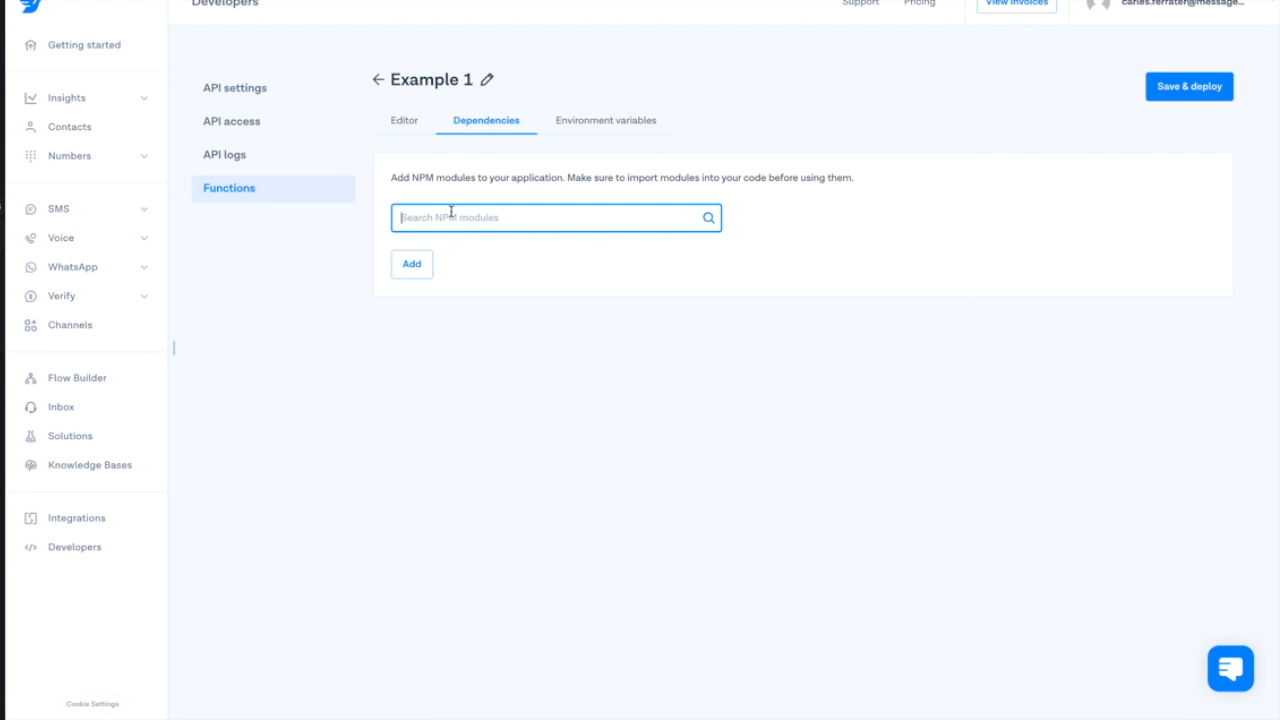 Developers
Support
Pricing
View invoices
carles.ferrater@message...
Getting started
Insights
Contacts
Numbers
SMS
Voice
WhatsApp
Verify
Channels
Flow Builder
Inbox
Solutions
Knowledge Bases
Integrations
Developers
Cookie Settings
API settings
API access
API logs
Functions
Example 1
Save & deploy
Editor
Dependencies
Environment variables
Add NPM modules to your application. Make sure to import modules into your code before using them.
Search NPM modules
Add